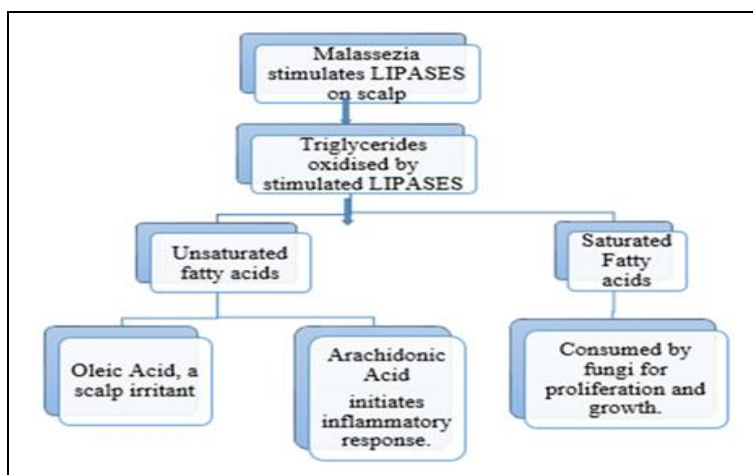 Malassezia
stimulates LIPASES
on scalp
Triglycerides
oxidised by
stimulated LIPASES
Unsaturated
fatty acids
Saturated
Fatty
acids
Oleic Acid, a
scalp irritant
Arachidonic
Acid
initiates
inflammatory
response.
Consumed by
fungi for
proliferation and
growth.